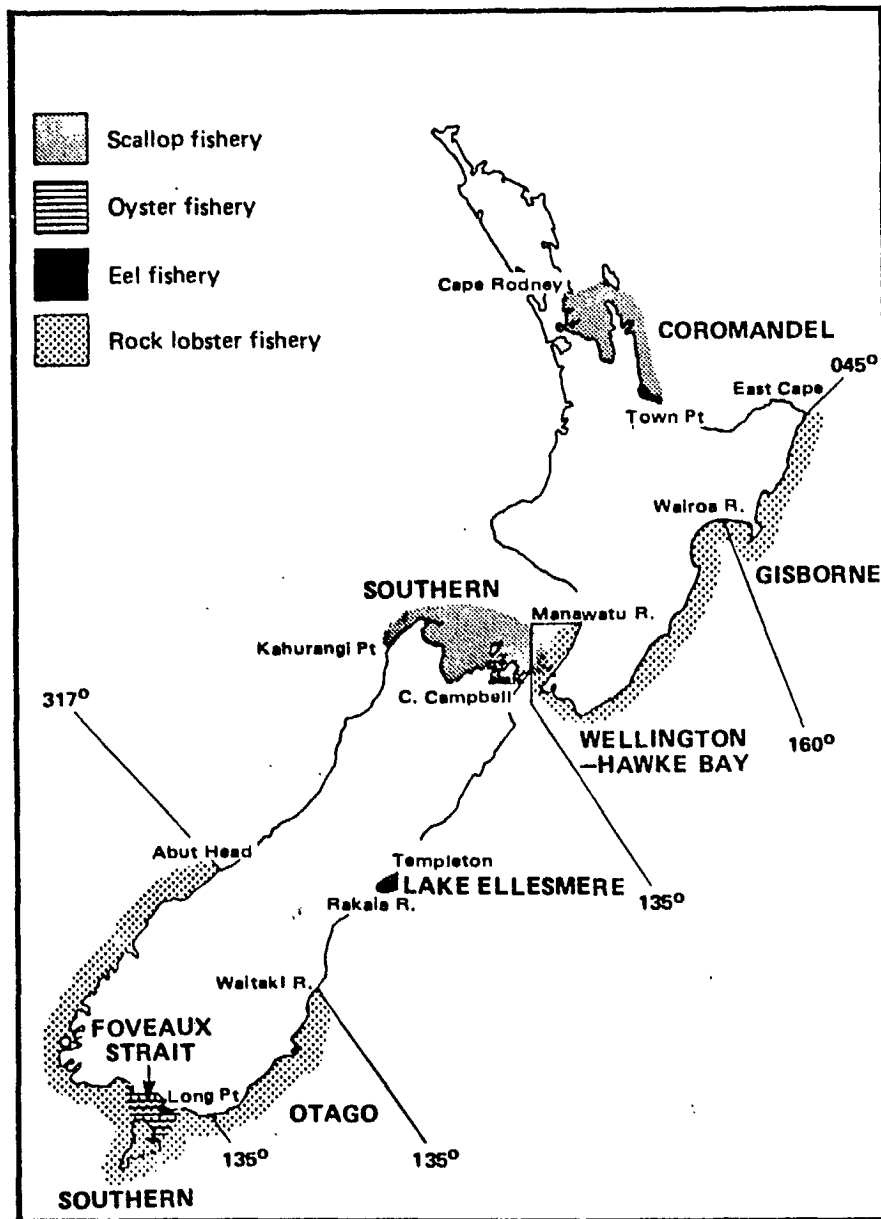 Scallop fishery
Oyster fishery
Eel fishery
Rock lobster fishery
Cape Rodney
COROMANDEL
045°
East Cape
Town Pt
Wairoa R.
GISBORNE
SOUTHERN
Manawatu R.
Kahurangi Pt
C. Campbell
317°
WELLINGTON
–HAWKE BAY
160°
Abut Head
Templeton
LAKE ELLESMERE
135°
Rakaia R.
Waitaki R.
FOVEAUX
STRAIT
Long Pt
OTAGO
135°
135°
SOUTHERN